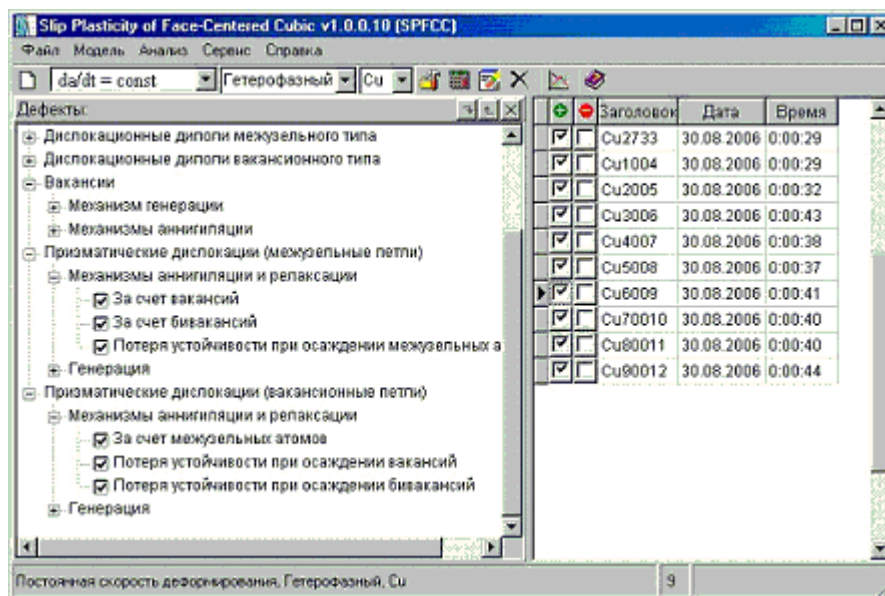 Slip Plasticity of Face-Centered Cubic v1.0.0.10 (SPFCC)
Файл Модель Анализ Сервис Справка
da/dt = const Гетерофазный Cu
Дефекты:
Дислокационные диполи межузельного типа
Дислокационные диполи вакансионного типа
Вакансии
Механизм генерации
Механизмы аннигиляции
Призматические дислокации (межузельные петли)
Механизмы аннигиляции и релаксации
За счет вакансий
За счет бивакансий
Потеря устойчивости при осаждении межузельных а
Генерация
Призматические дислокации (вакансионные петли)
Механизмы аннигиляции и релаксации
За счет межузельных атомов
Потеря устойчивости при осаждении вакансий
Потеря устойчивости при осаждении бивакансий
Генерация
Заголовок Дата Время
Cu2733 30.08.2006 0:00:29
Cu1004 30.08.2006 0:00:29
Cu2005 30.08.2006 0:00:32
Cu3006 30.08.2006 0:00:43
Cu4007 30.08.2006 0:00:38
Cu5008 30.08.2006 0:00:37
Cu6009 30.08.2006 0:00:41
Cu70010 30.08.2006 0:00:40
Cu80011 30.08.2006 0:00:40
Cu90012 30.08.2006 0:00:44
Постоянная скорость деформирования, Гетерофазный, Cu 9